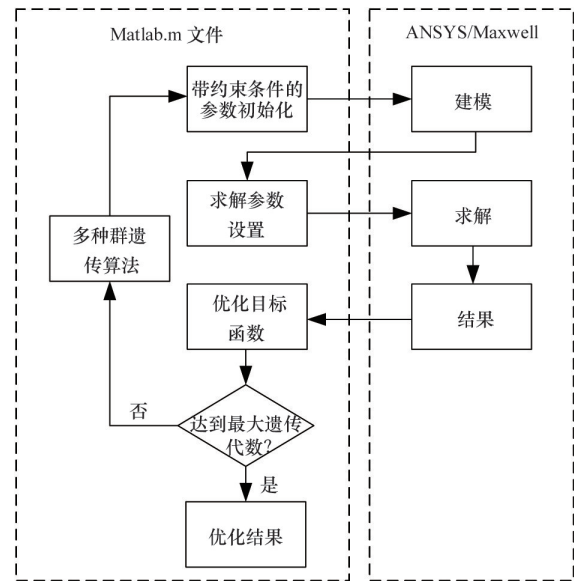 Matlab.m 文件
ANSYS/Maxwell
带约束条件的
参数初始化
建模
求解参数
设置
求解
多种群遗
传算法
优化目标
函数
结果
否
达到最大遗传
代数?
是
优化结果